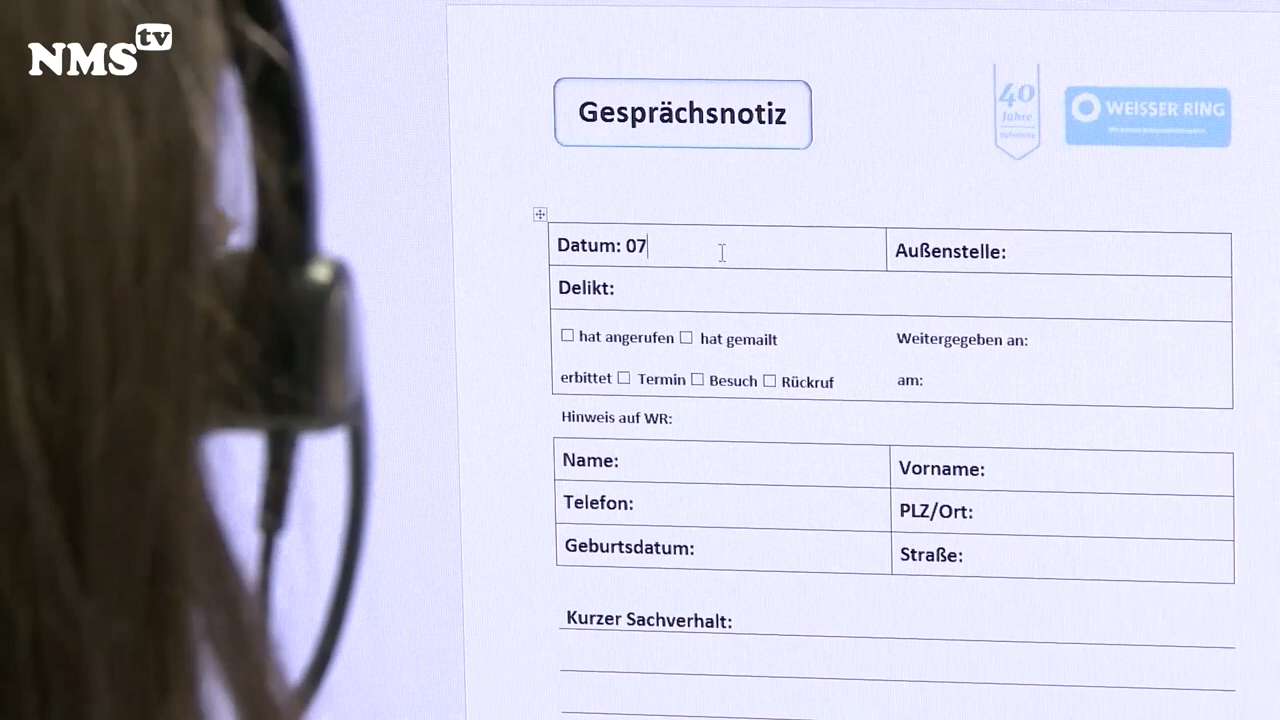 NMS tv
Gesprächsnotiz
40
Jahre
WEISSER RING
Datum: 07
Außenstelle:
Delikt:
hat angerufen hat gemailt
Weitergegeben an:
erbittet Termin Besuch Rückruf
am:
Hinweis auf WR:
Name:
Vorname:
Telefon:
PLZ/Ort:
Geburtsdatum:
Straße:
Kurzer Sachverhalt: